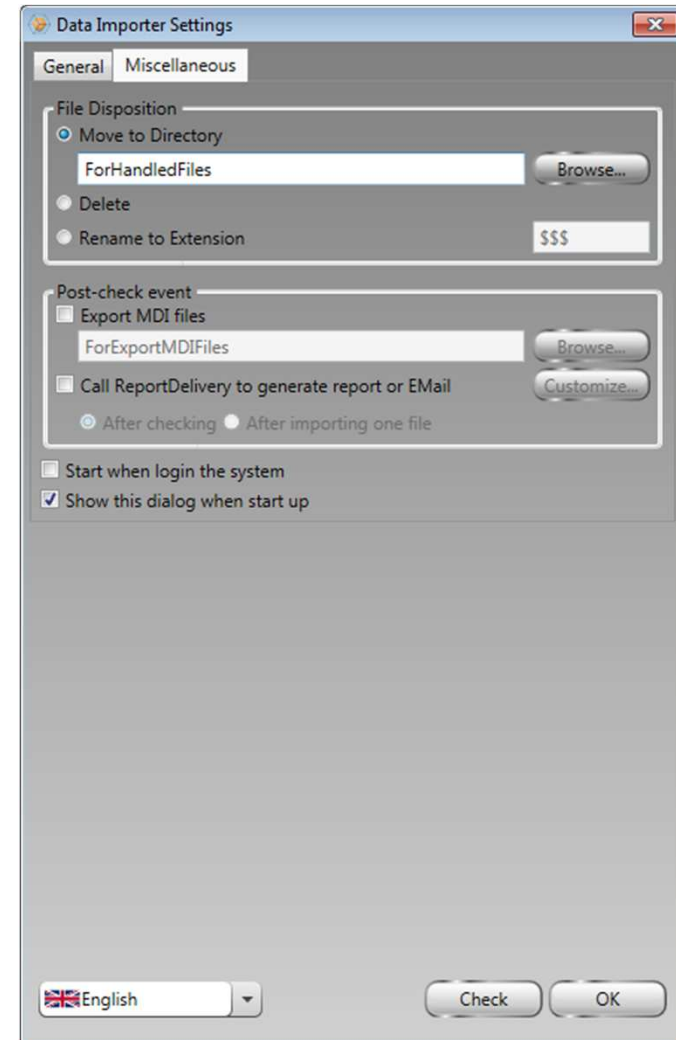 Data Importer Settings
General Miscellaneous
File Disposition
Move to Directory
ForHandledFiles Browse...
Delete
Rename to Extension $$$
Post-check event
Export MDI files
ForExportMDIFiles Browse...
Call ReportDelivery to generate report or EMail Customize...
After checking After importing one file
Start when login the system
Show this dialog when start up
English Check OK